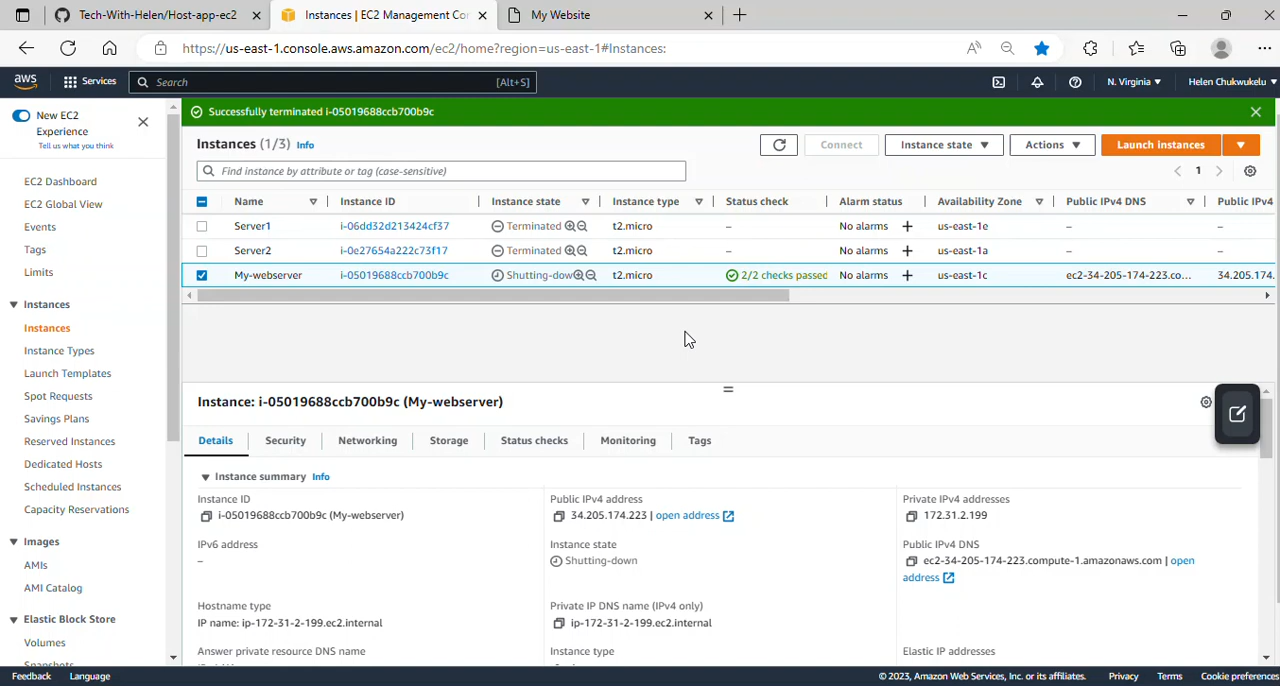 Tech-With-Helen/Host-app-ec2
Instances | EC2 Management Co
My Website
https://us-east-1.console.aws.amazon.com/ec2/home?region=us-east-1#Instances:
aws
Services
Search
[Alt+S]
N. Virginia
Helen Chukwukelu
New EC2
Experience
Tell us what you think
EC2 Dashboard
EC2 Global View
Events
Tags
Limits
Instances
Instances
Instance Types
Launch Templates
Spot Requests
Savings Plans
Reserved Instances
Dedicated Hosts
Scheduled Instances
Capacity Reservations
Images
AMIs
AMI Catalog
Elastic Block Store
Volumes
Snapshots
Successfully terminated i-05019688ccb700b9c
Instances (1/3) Info
Connect
Instance state
Actions
Launch instances
Find instance by attribute or tag (case-sensitive)
1
Name Instance ID Instance state Instance type Status check Alarm status Availability Zone Public IPv4 DNS Public IPv4
Server1 i-06dd32d213424cf37 Terminated t2.micro – No alarms + us-east-1e – –
Server2 i-0e27654a222c73f17 Terminated t2.micro – No alarms + us-east-1a – –
My-webserver i-05019688ccb700b9c Shutting-dow t2.micro 2/2 checks passed No alarms + us-east-1c ec2-34-205-174-223.co... 34.205.174.
Instance: i-05019688ccb700b9c (My-webserver)
Details Security Networking Storage Status checks Monitoring Tags
Instance summary Info
Instance ID
i-05019688ccb700b9c (My-webserver)
Public IPv4 address
34.205.174.223 | open address
Private IPv4 addresses
172.31.2.199
IPv6 address
–
Instance state
Shutting-down
Public IPv4 DNS
ec2-34-205-174-223.compute-1.amazonaws.com | open
address
Hostname type
IP name: ip-172-31-2-199.ec2.internal
Private IP DNS name (IPv4 only)
ip-172-31-2-199.ec2.internal
Answer private resource DNS name
Instance type
Elastic IP addresses
Feedback Language
© 2023, Amazon Web Services, Inc. or its affiliates. Privacy Terms Cookie preferences